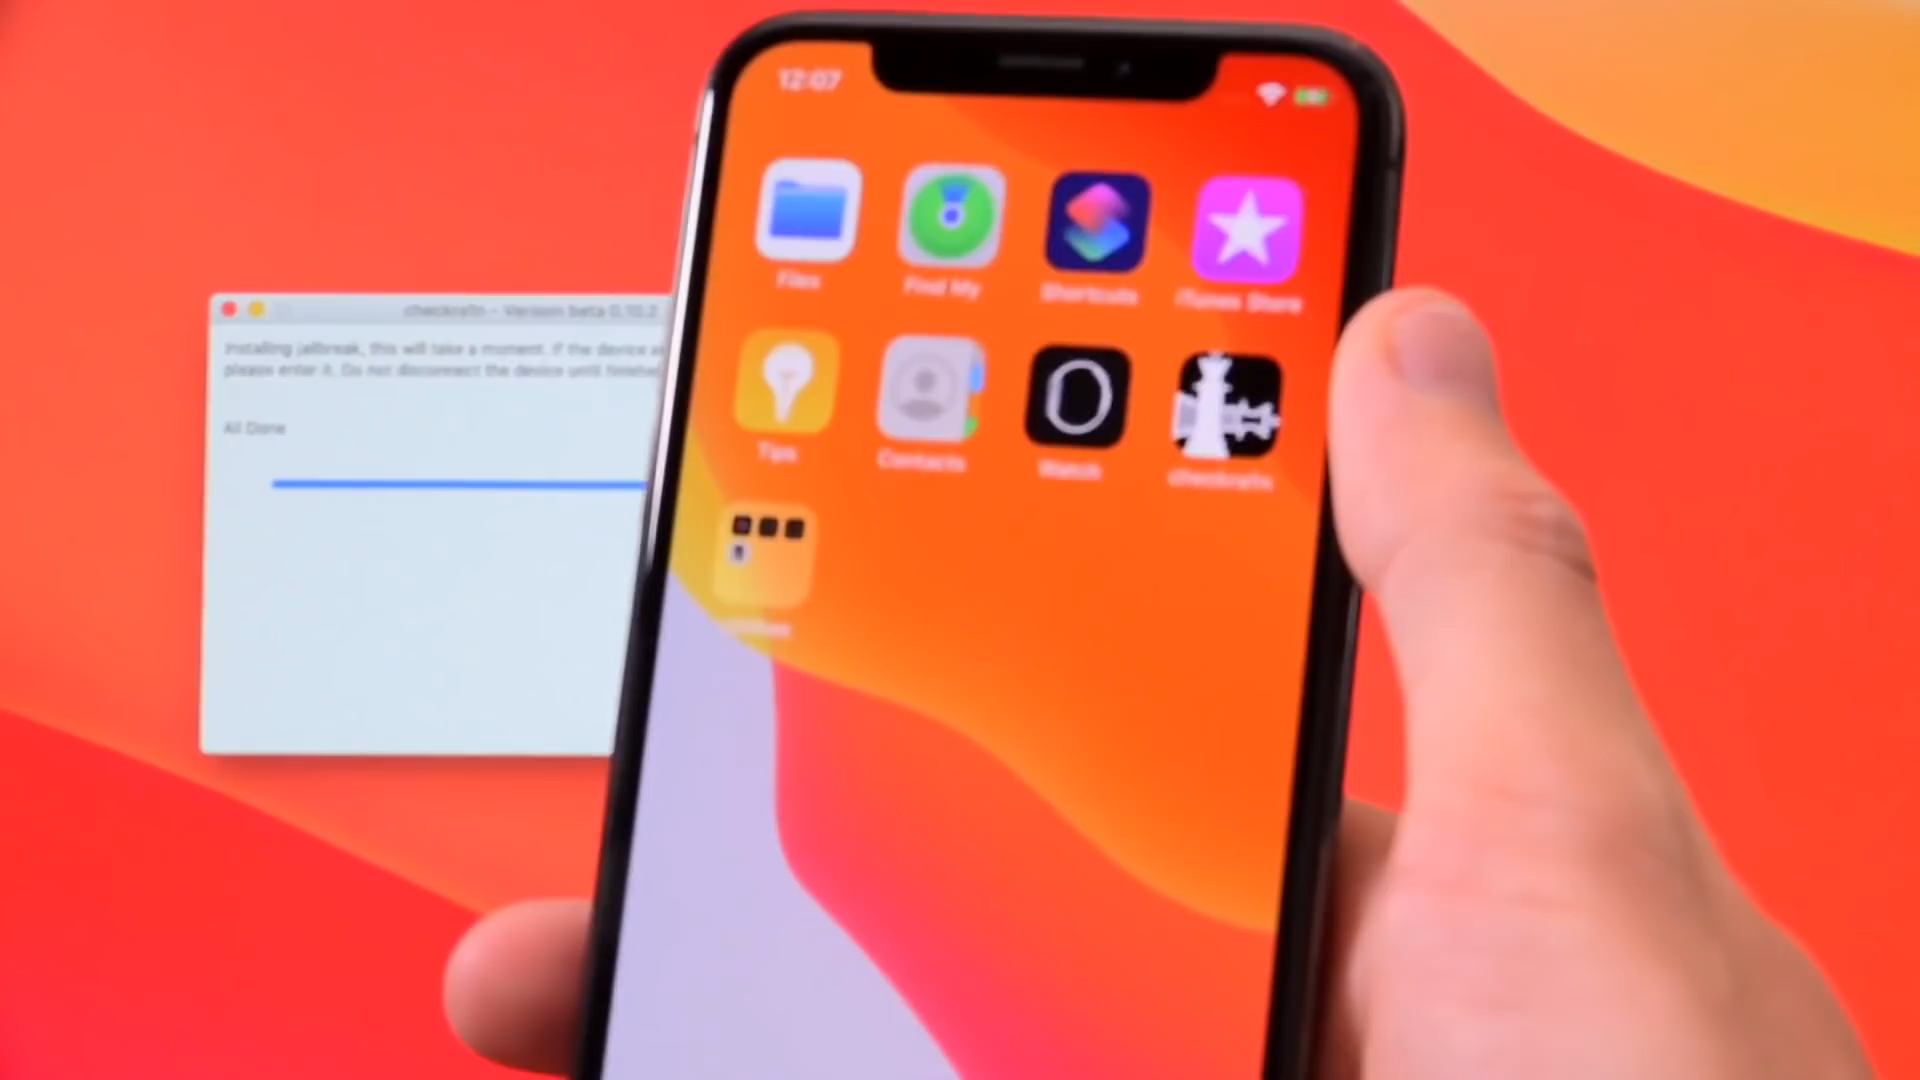 12:07
Files
Find My
Shortcuts
iTunes Store
checkra1n - Version beta 0.10.2
Installing jailbreak, this will take a moment. If the device
please enter it. Do not disconnect the device until
All Done
Tips
Contacts
Watch
checkra1n